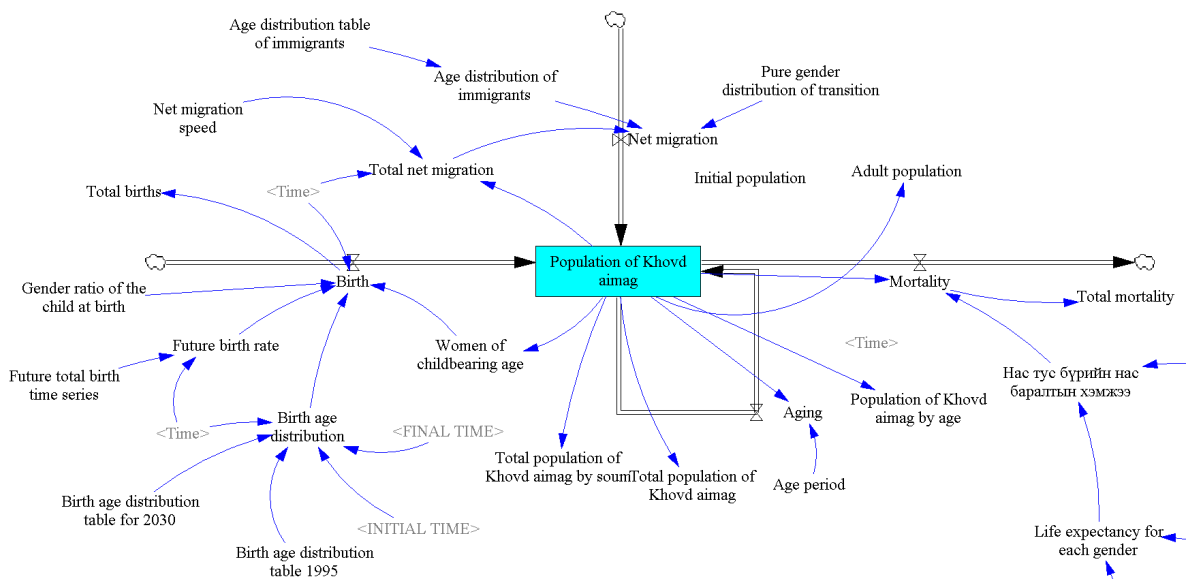 Age distribution table
of immigrants
Age distribution of
immigrants
Pure gender
distribution of transition
Net migration
speed
Net migration
Total net migration
Initial population
Adult population
Total births
<Time>
Population of Khovd
aimag
Birth
Mortality
Gender ratio of the
child at birth
Total mortality
Future birth rate
Women of
childbearing age
<Time>
Future total birth
time series
Нас тус бүрийн нас
баралтын хэмжээ
Population of Khovd
aimag by age
Aging
<Time>
Birth age
distribution
<FINAL TIME>
Total population of
Khovd aimag by soum
Total population of
Khovd aimag
Age period
Birth age distribution
table for 2030
<INITIAL TIME>
Life expectancy for
each gender
Birth age distribution
table 1995